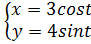 x = 3cost
y = 4sint